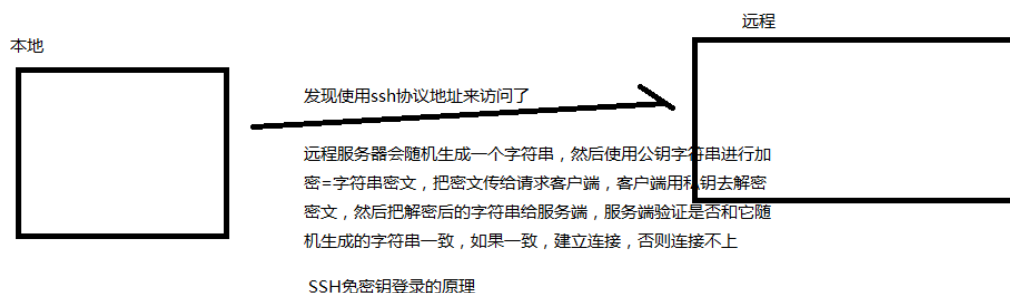 远程
本地
发现使用ssh协议地址来访问了
远程服务器会随机生成一个字符串，然后使用公钥字符串进行加
密=字符串密文，把密文传给请求客户端，客户端用私钥去解密
密文，然后把解密后的字符串给服务端，服务端验证是否和它随
机生成的字符串一致，如果一致，建立连接，否则连接不上
SSH免密钥登录的原理